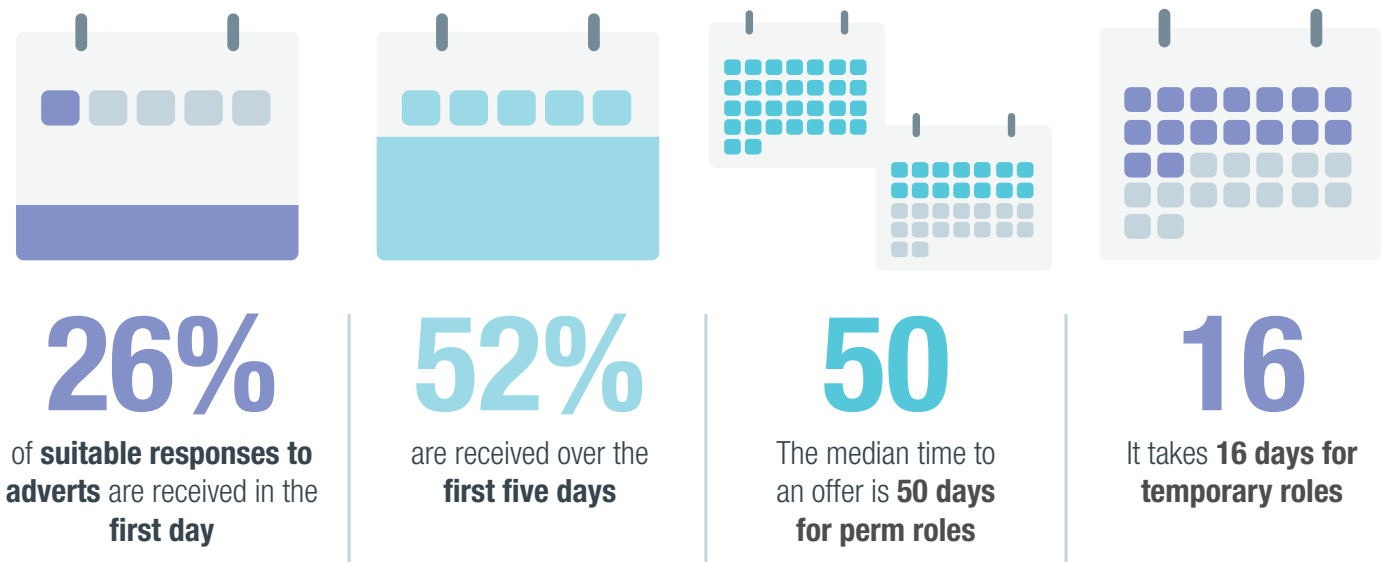 26%
of suitable responses to
adverts are received in the
first day
52%
are received over the
first five days
50
The median time to
an offer is 50 days
for perm roles
16
It takes 16 days for
temporary roles